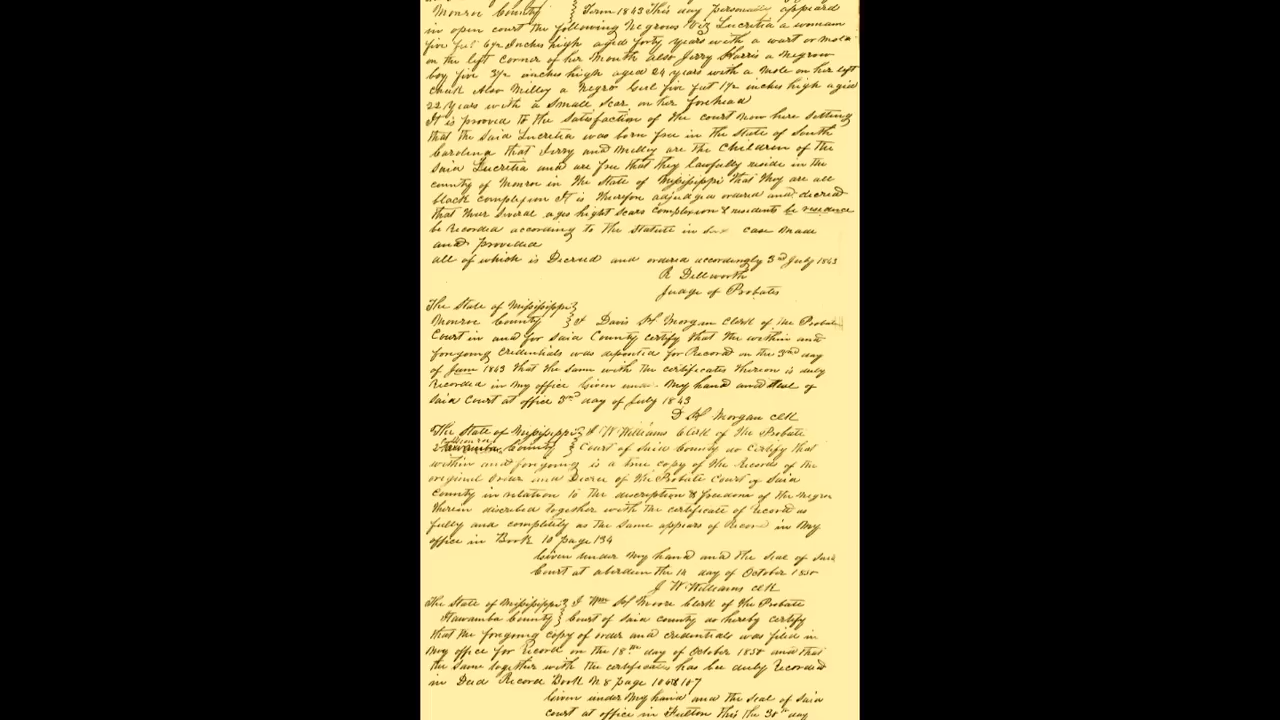 Monroe County } Term 1843 This day personally appeared
in open court the following Negroes Viz Lucretia a woman
five feet 6½ Inches high aged forty years with a wart or mole
on the left corner of her Mouth also Jerry Harris a Negrow
boy five 3½ inches high aged 24 years with a mole on her left
cheek Also Milley a Negro Girl five feet 1½ inches high aged
22 years with a small scar on her forehead
It is prooved to the satisfaction of the court now here sitting
that the said Lucretia was born free in the State of South
Carolina that Jerry and Milley are the children of the
said Lucretia and are free that they lawfully reside in the
county of Monroe in the State of Mississippi that they are all
black complexion It is therefore adjudged ordered and decreed
that their several ages hight scars complexion & residents be residence
be Recorded according to the Statute in case made
and provided
all of which is Decreed and ordered accordingly 3rd July 1843
R Dellworth
Judge of Probates
The State of Mississippi }
Monroe County } I Davis H Morgan Clerk of the Probate
Court in and for said County certify that the within and
foregoing credentials was deposited for Record on the 3rd day
of June 1843 that the same with the certificates thereon is duly
Recorded in my office Given under My hand and seal of
said Court at office 3rd day of July 1843
D H Morgan clk
The State of Mississippi } J W Williams Clerk of the Probate
Monroe County } Court of said County do certify that
within and foregoing is a true copy of the Records of the
original order and Decree of the Probate Court of said
County in relation to the discription & freedone of the Negroe
therein discribed together with the certificate of record as
fully and completely as the same appears of Record in My
office in Book 10 page 134
Given under my hand and the seal of said
Court at aberdeen the 14 day of October 1850
J W Williams clk
The State of Mississippi } I Wm H Moore Clerk of the Probate
Itawamba County } Court of said county do hereby certify
that the foregoing copy of order and credentials was filed in
my office for record on the 18th day of October 1850 and that
the same together with the certificates has bee duly recorded
in Deed Record Book N 8 page 106 & 107
Given under My hand and the seal of said
court at office in Fulton this the 30th day